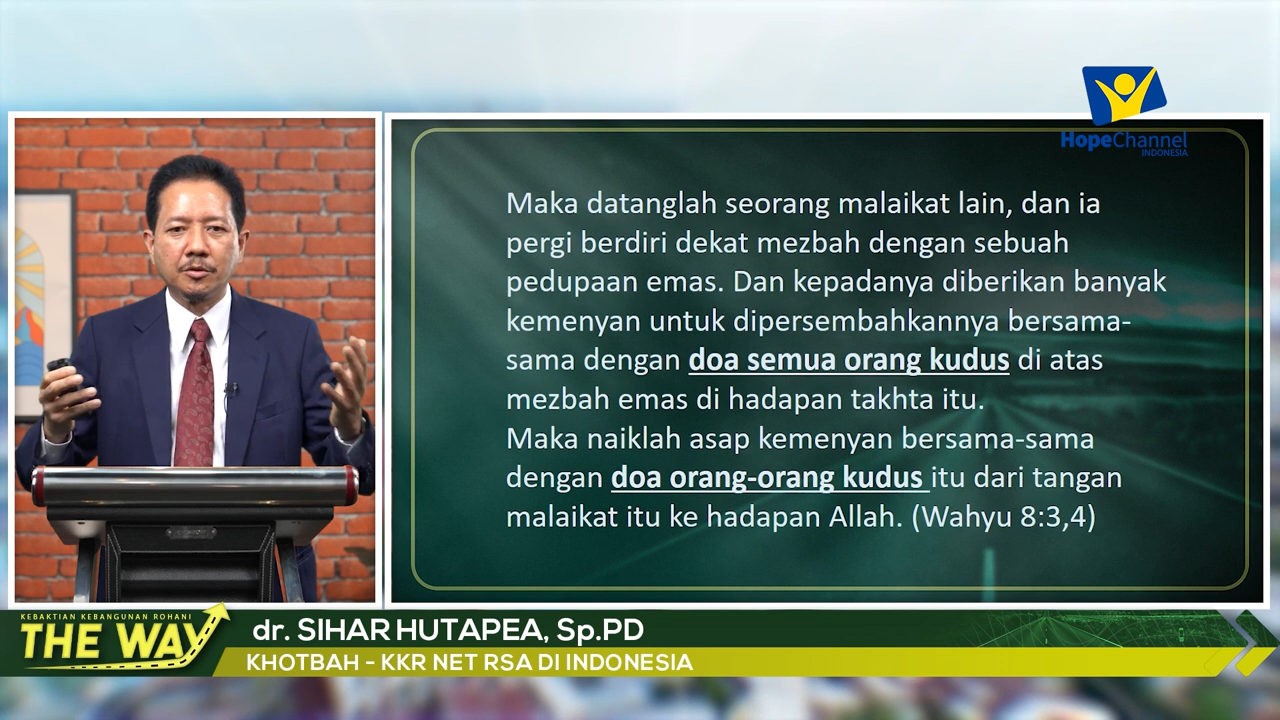 HopeChannel
INDONESIA
Maka datanglah seorang malaikat lain, dan ia
pergi berdiri dekat mezbah dengan sebuah
pedupaan emas. Dan kepadanya diberikan banyak
kemenyan untuk dipersembahkannya bersama-
sama dengan doa semua orang kudus di atas
mezbah emas di hadapan takhta itu.
Maka naiklah asap kemenyan bersama-sama
dengan doa orang-orang kudus itu dari tangan
malaikat itu ke hadapan Allah. (Wahyu 8:3,4)
KEBAKTIAN KEBANGUNAN ROHANI
THE WAY
dr. SIHAR HUTAPEA, Sp.PD
KHOTBAH - KKR NET RSA DI INDONESIA